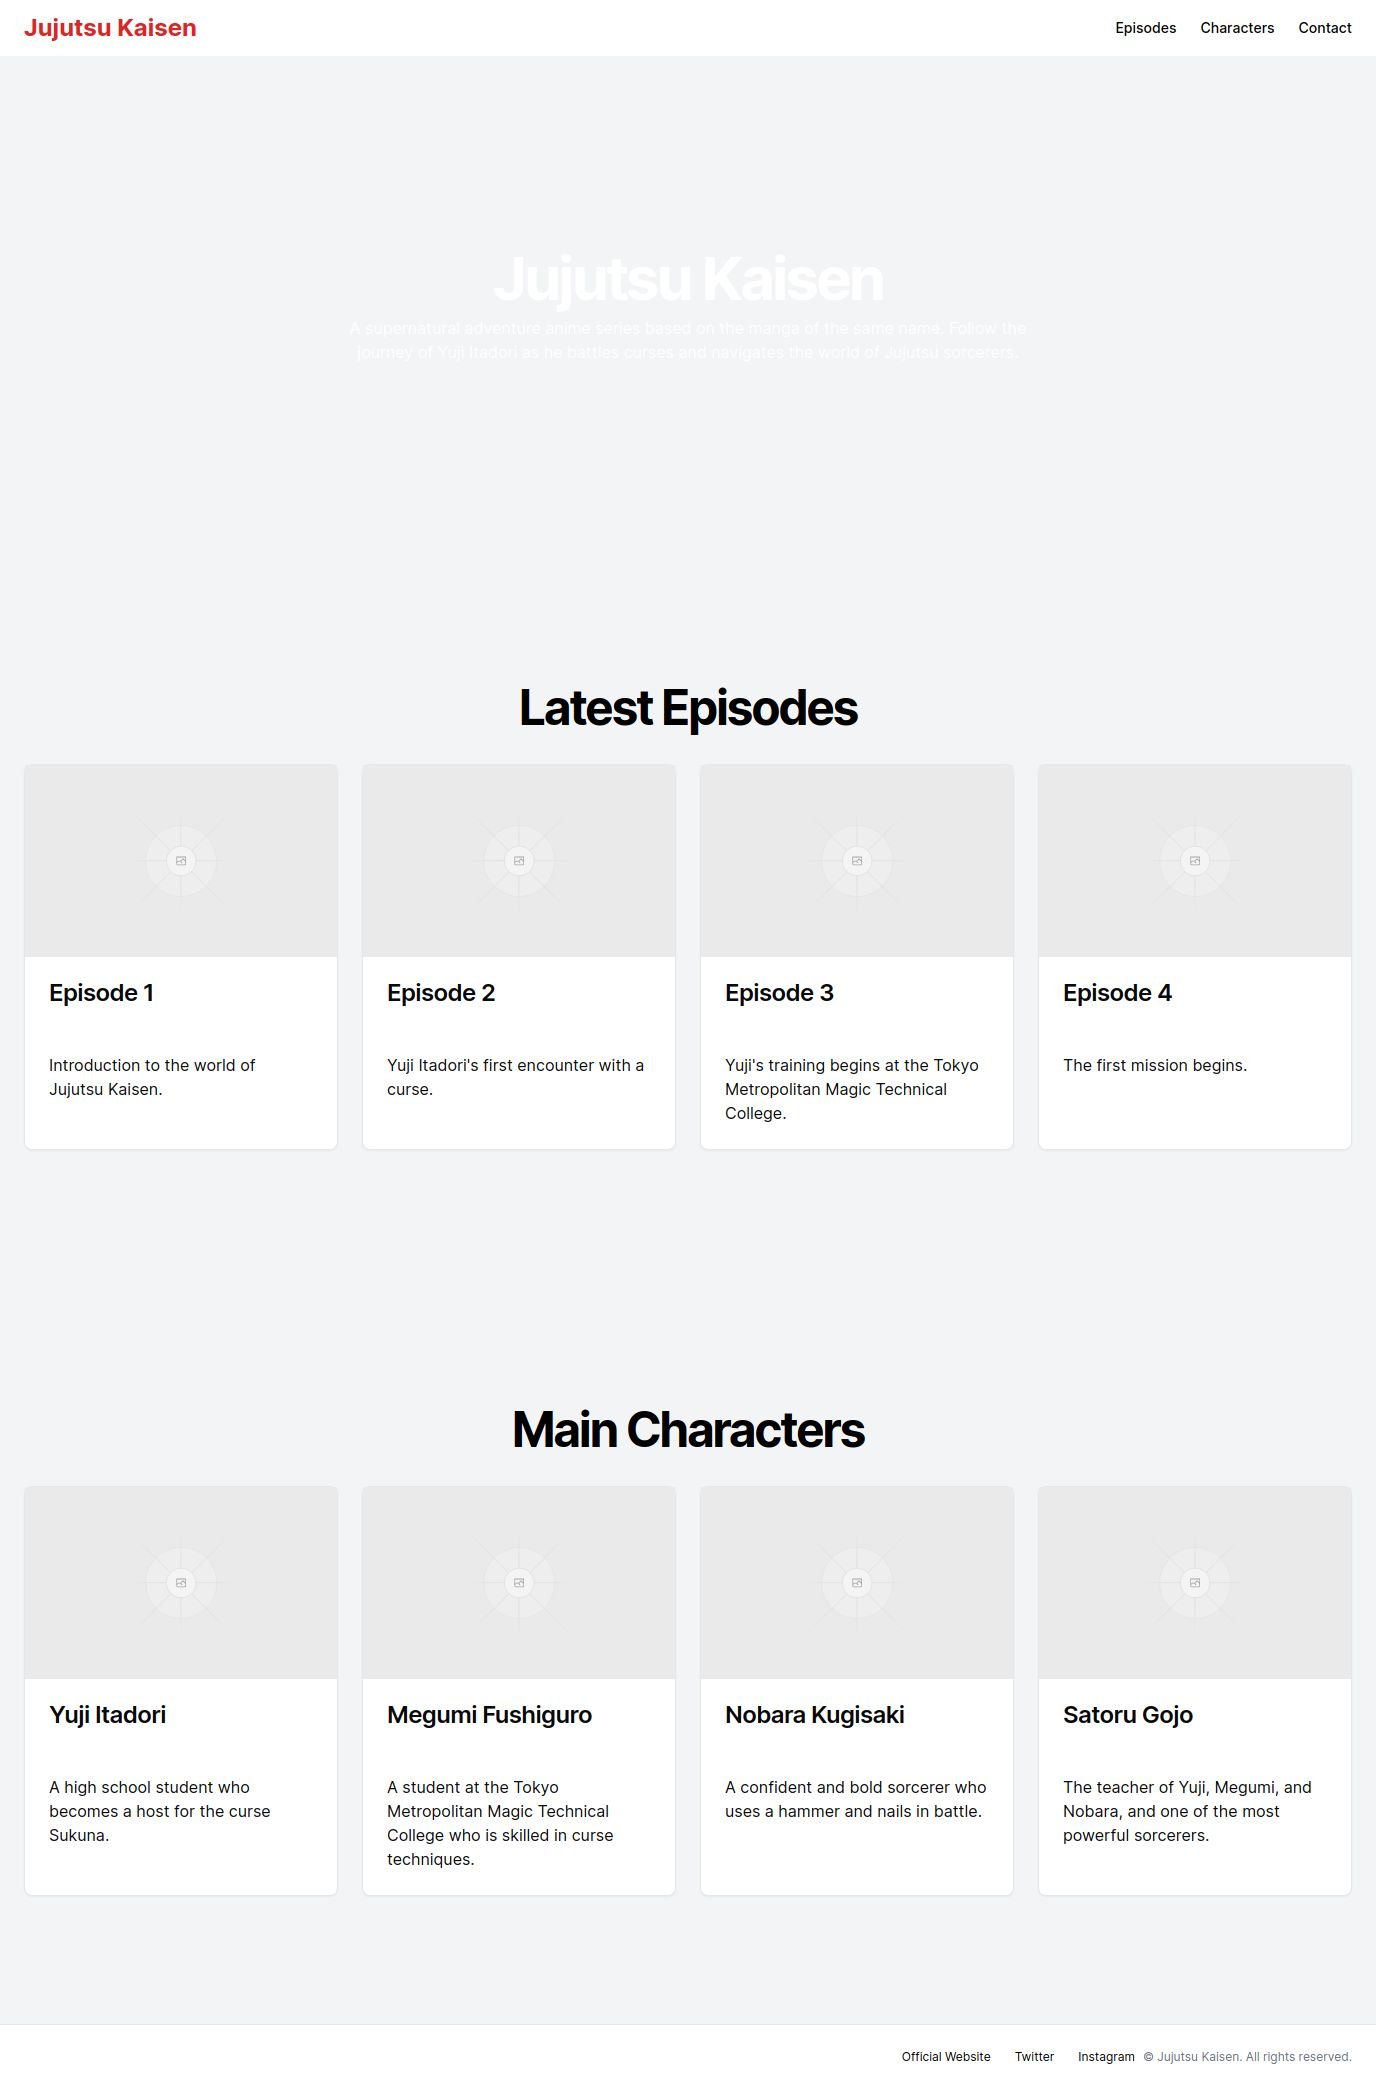 Jujutsu Kaisen
Episodes Characters Contact
Jujutsu Kaisen
A supernatural adventure anime series based on the manga of the same name. Follow the
journey of Yuji Itadori as he battles curses and navigates the world of Jujutsu sorcerers.
Latest Episodes
Episode 1
Introduction to the world of
Jujutsu Kaisen.
Episode 2
Yuji Itadori's first encounter with a
curse.
Episode 3
Yuji's training begins at the Tokyo
Metropolitan Magic Technical
College.
Episode 4
The first mission begins.
Main Characters
Yuji Itadori
A high school student who
becomes a host for the curse
Sukuna.
Megumi Fushiguro
A student at the Tokyo
Metropolitan Magic Technical
College who is skilled in curse
techniques.
Nobara Kugisaki
A confident and bold sorcerer who
uses a hammer and nails in battle.
Satoru Gojo
The teacher of Yuji, Megumi, and
Nobara, and one of the most
powerful sorcerers.
Official Website Twitter Instagram © Jujutsu Kaisen. All rights reserved.